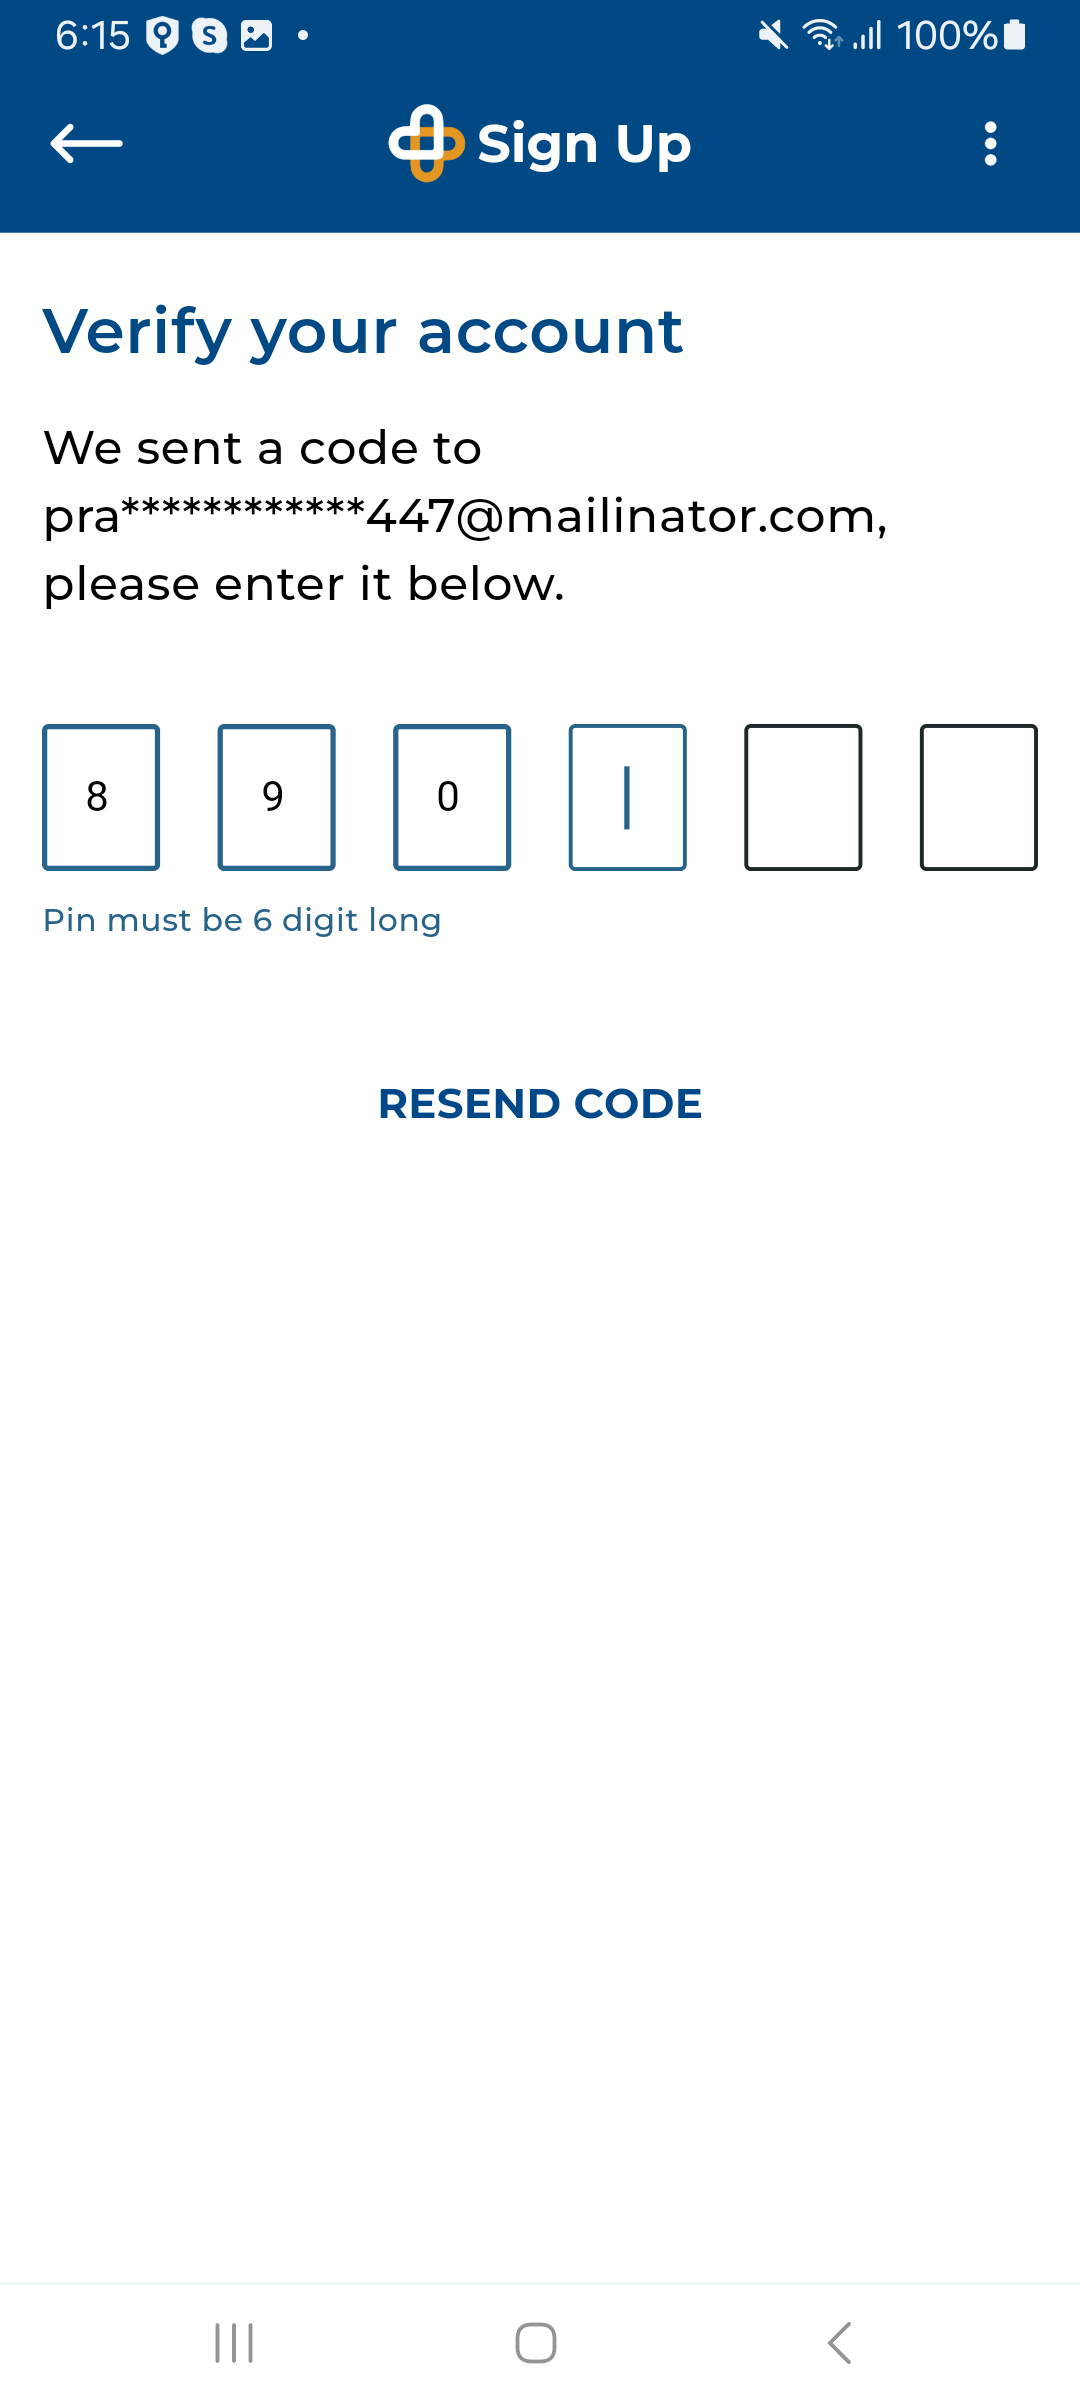 6:15 S 100%
Sign Up
Verify your account
We sent a code to
pra************447@mailinator.com,
please enter it below.
8 9 0
Pin must be 6 digit long
RESEND CODE